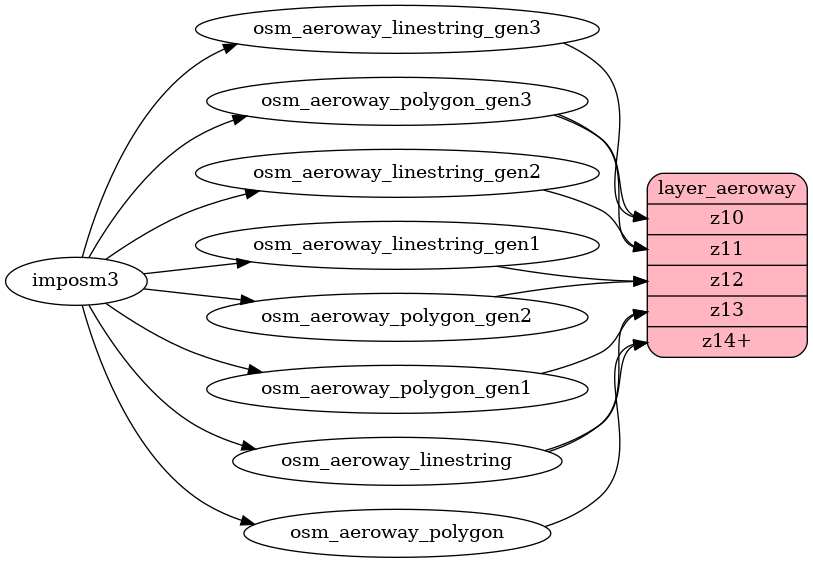 osm_aeroway_linestring_gen3
osm_aeroway_polygon_gen3
osm_aeroway_linestring_gen2
osm_aeroway_linestring_gen1
imposm3
osm_aeroway_polygon_gen2
osm_aeroway_polygon_gen1
osm_aeroway_linestring
osm_aeroway_polygon
layer_aeroway
z10
z11
z12
z13
z14+